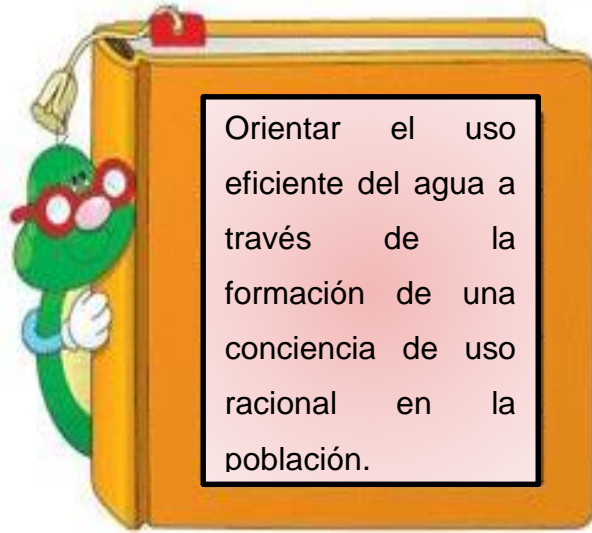 Orientar el uso
eficiente del agua a
través de la
formación de una
conciencia de uso
racional en la
población.